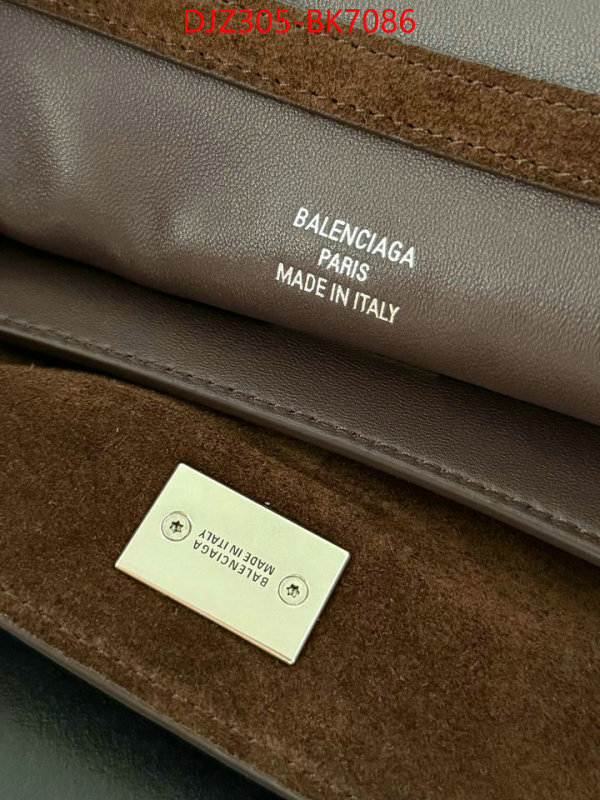 DJZ305-BK7086
BALENCIAGA
PARIS
MADE IN ITALY
BALENCIAGA
MADE IN ITALY